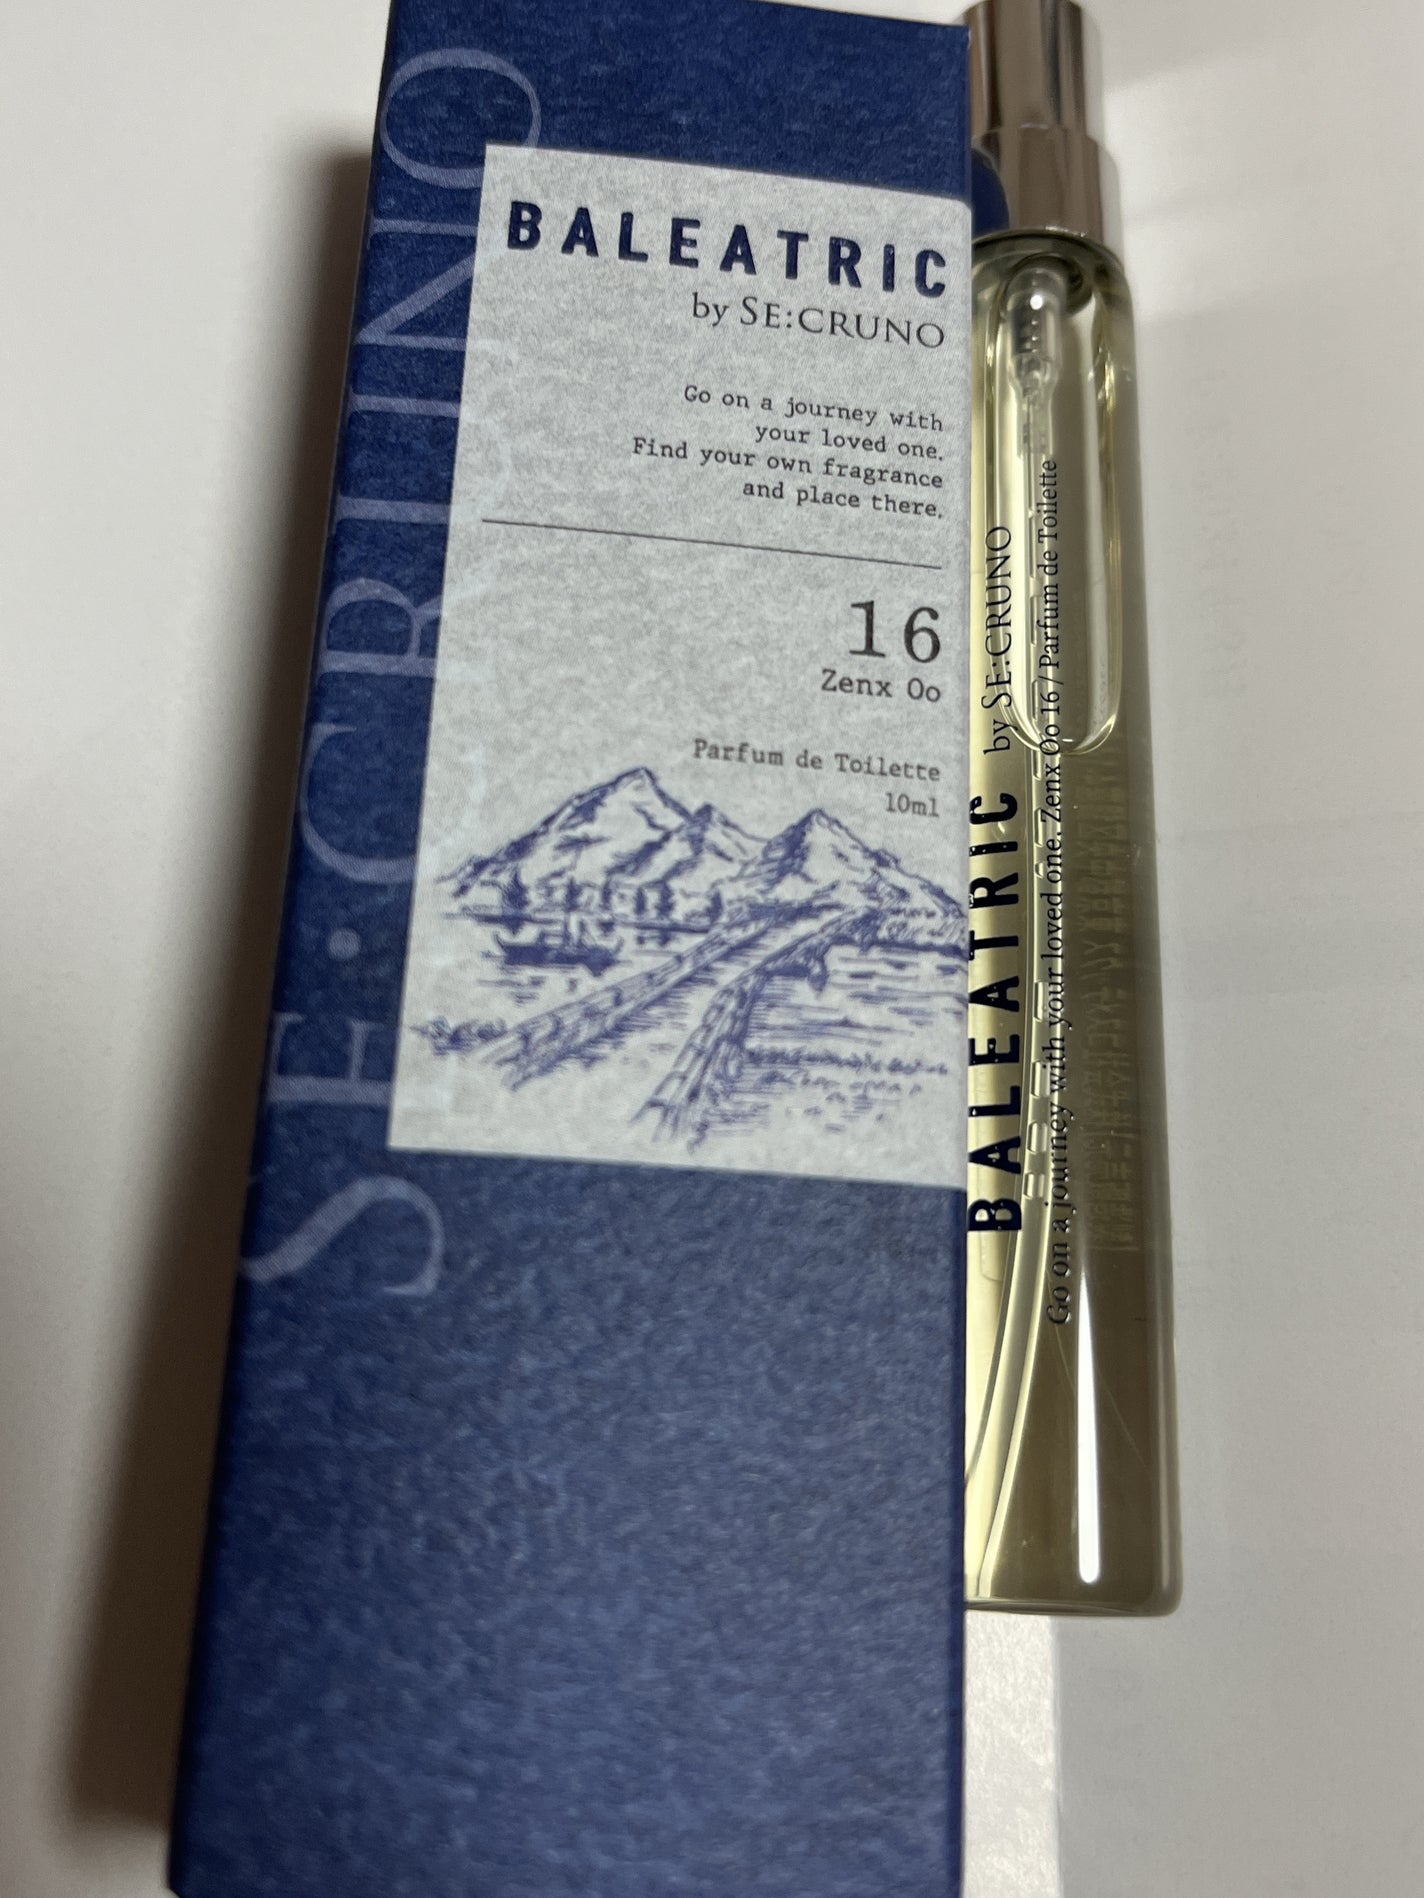 SE:CRUNO
BALEATRIC
by SE:CRUNO
Go on a journey with
your loved one.
Find your own fragrance
and place there.
16
Zenx Oo
Parfum de Toilette
10ml
BALEATRIC by SE:CRUNO
Go on a journey with your loved one. Zenx Oo 16 / Parfum de Toilette